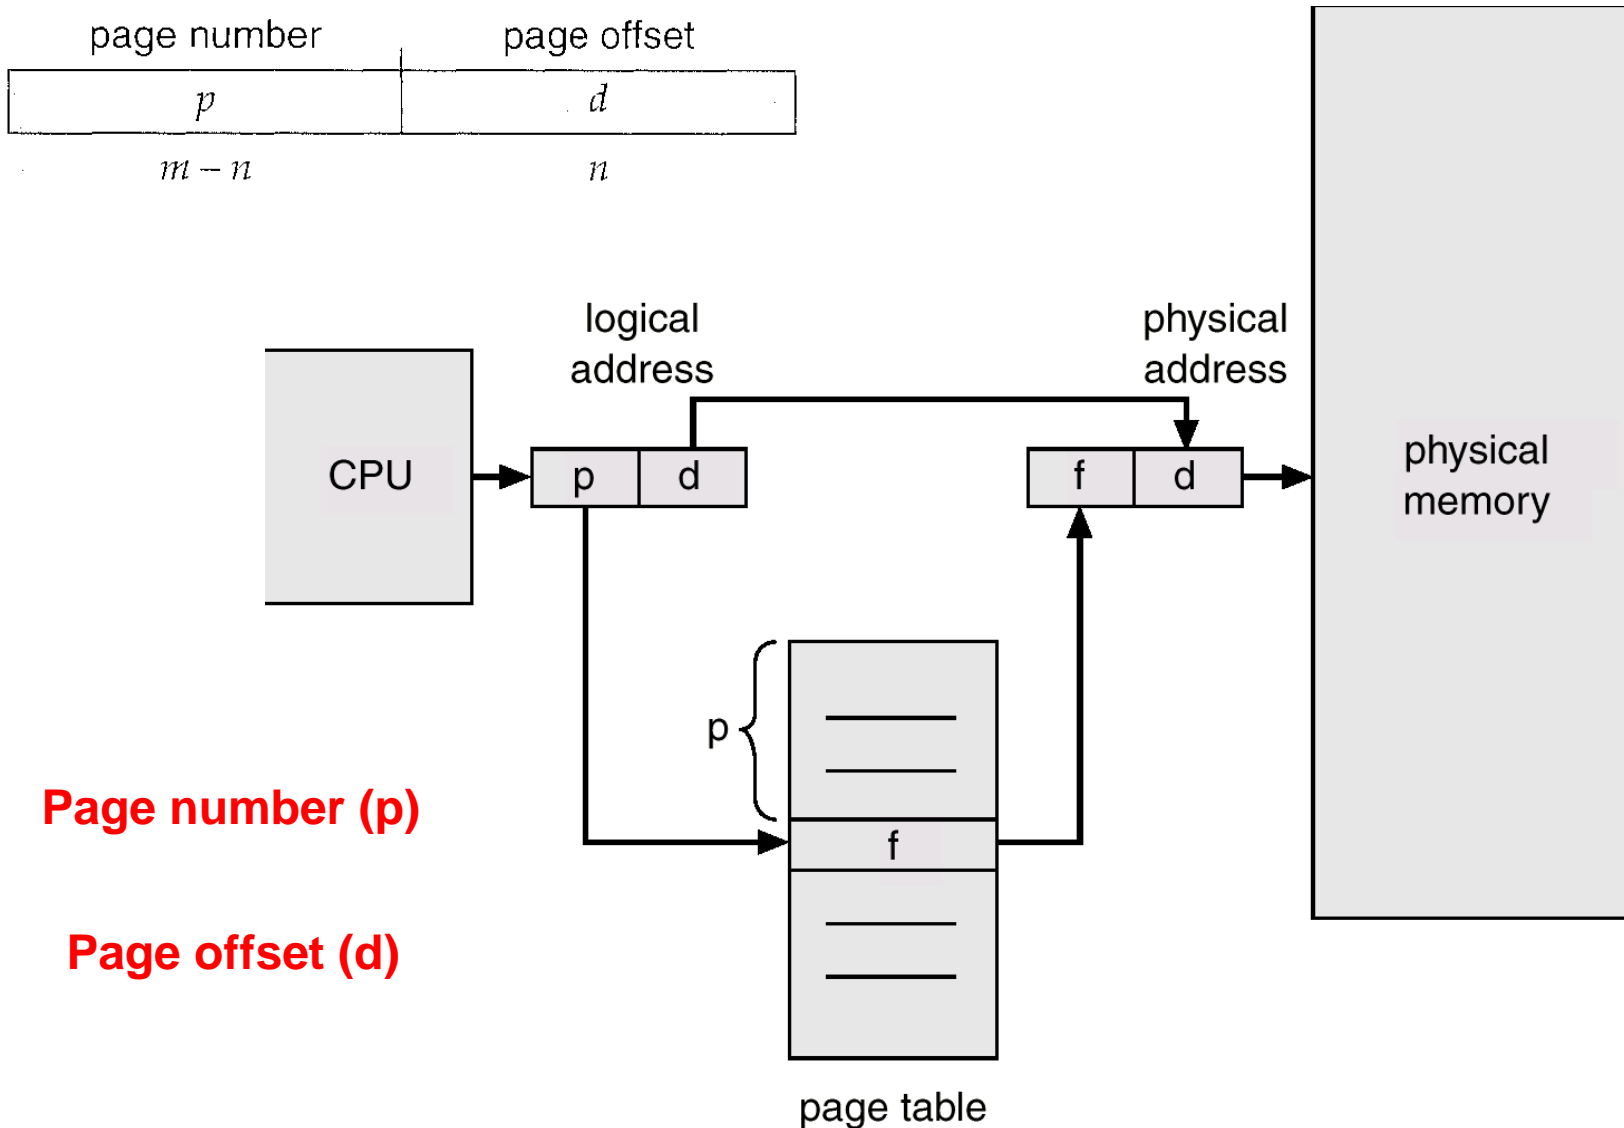 page number page offset
p d
m – n n
logical
address
physical
address
CPU
p d
f d
physical
memory
p
f
Page number (p)
Page offset (d)
page table